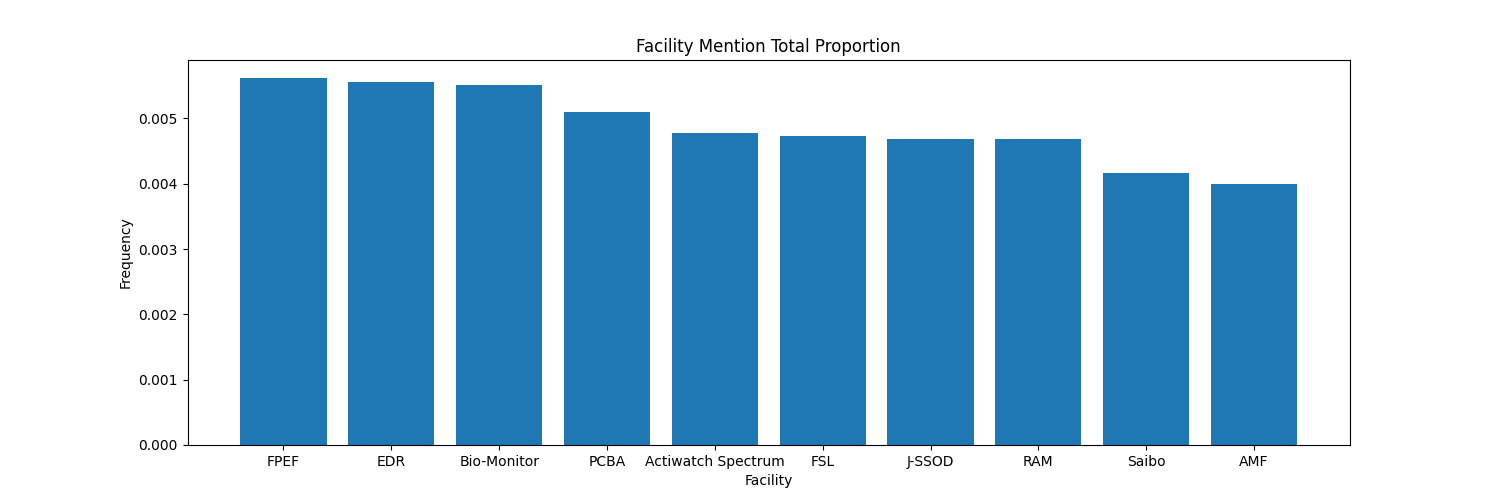 Facility Mention Total Proportion
Frequency
0.005
0.004
0.003
0.002
0.001
0.000
FPEF EDR Bio-Monitor PCBA Actiwatch Spectrum FSL J-SSOD RAM Saibo AMF
Facility